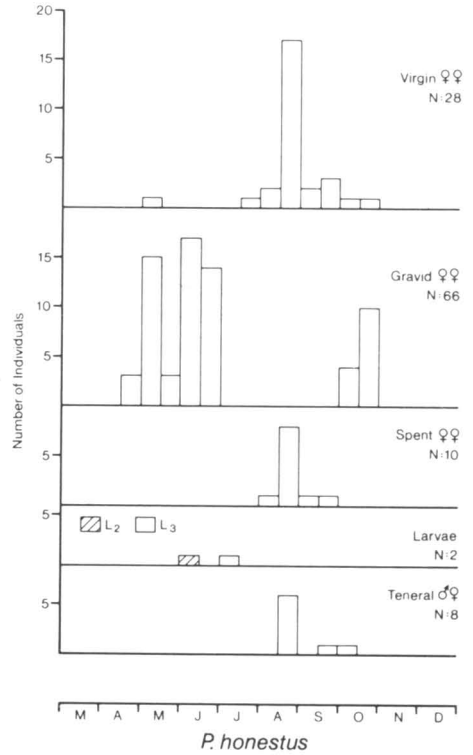 20
15
10
5
Virgin ♀♀
N:28
15
10
5
Gravid ♀♀
N:66
Number of Individuals
5
Spent ♀♀
N:10
5
L2 L3
Larvae
N:2
5
Teneral ♂♀
N:8
M A M J J A S O N D
P. honestus